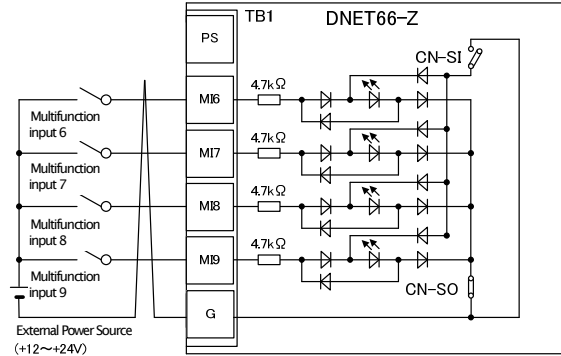 TB1 DNET66-Z
PS
CN-SI
MI6 4.7kΩ
Multifunction
input 6
MI7 4.7kΩ
Multifunction
input 7
MI8 4.7kΩ
Multifunction
input 8
MI9 4.7kΩ
Multifunction
input 9
CN-SO
G
External Power Source
(+12～+24V)